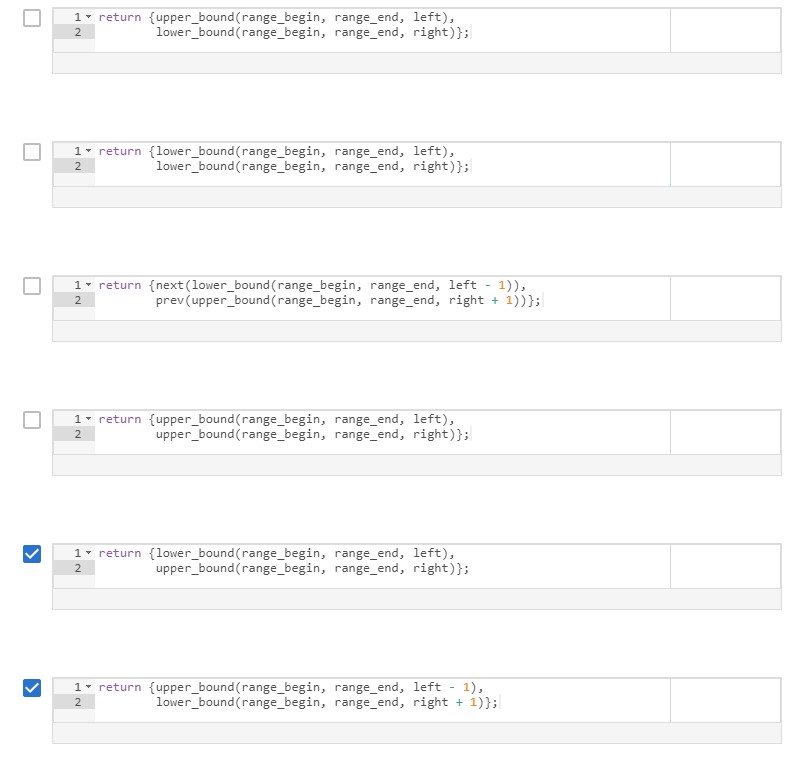 1 return {upper_bound(range_begin, range_end, left),
2 lower_bound(range_begin, range_end, right)};
1 return {lower_bound(range_begin, range_end, left),
2 lower_bound(range_begin, range_end, right)};
1 return {next(lower_bound(range_begin, range_end, left - 1)),
2 prev(upper_bound(range_begin, range_end, right + 1))};
1 return {upper_bound(range_begin, range_end, left),
2 upper_bound(range_begin, range_end, right)};
1 return {lower_bound(range_begin, range_end, left),
2 upper_bound(range_begin, range_end, right)};
1 return {upper_bound(range_begin, range_end, left - 1),
2 lower_bound(range_begin, range_end, right + 1)};